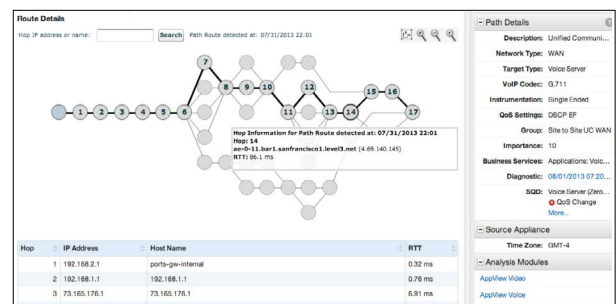 Route Details
Hop IP address or name:
Search
Path Route detected at: 07/31/2013 22:01
7
8
9
10
12
15
16
1
2
3
4
5
6
11
13
14
17
Hop Information for Path Route detected at: 07/31/2013 22:01
Hop: 14
ae-0-11.bar1.sanfrancisco1.level3.net (4.69.140.145)
RTT: 86.1 ms
Hop IP Address Host Name RTT
1 192.168.2.1 ports-gw-internal 0.32 ms
2 192.168.1.1 192.168.1.1 0.76 ms
3 73.165.176.1 73.165.176.1 6.91 ms
Path Details
Description: Unified Communi...
Network Type: WAN
Target Type: Voice Server
VoIP Codec: G.711
Instrumentation: Single Ended
QoS Settings: DSCP EF
Group: Site to Site UC WAN
Importance: 10
Business Services: Applications: Voic...
Diagnostic: 08/01/2013 07:20...
SQD: Voice Server (Zero...
QoS Change
More...
Source Appliance
Time Zone: GMT-4
Analysis Modules
AppView Video
AppView Voice